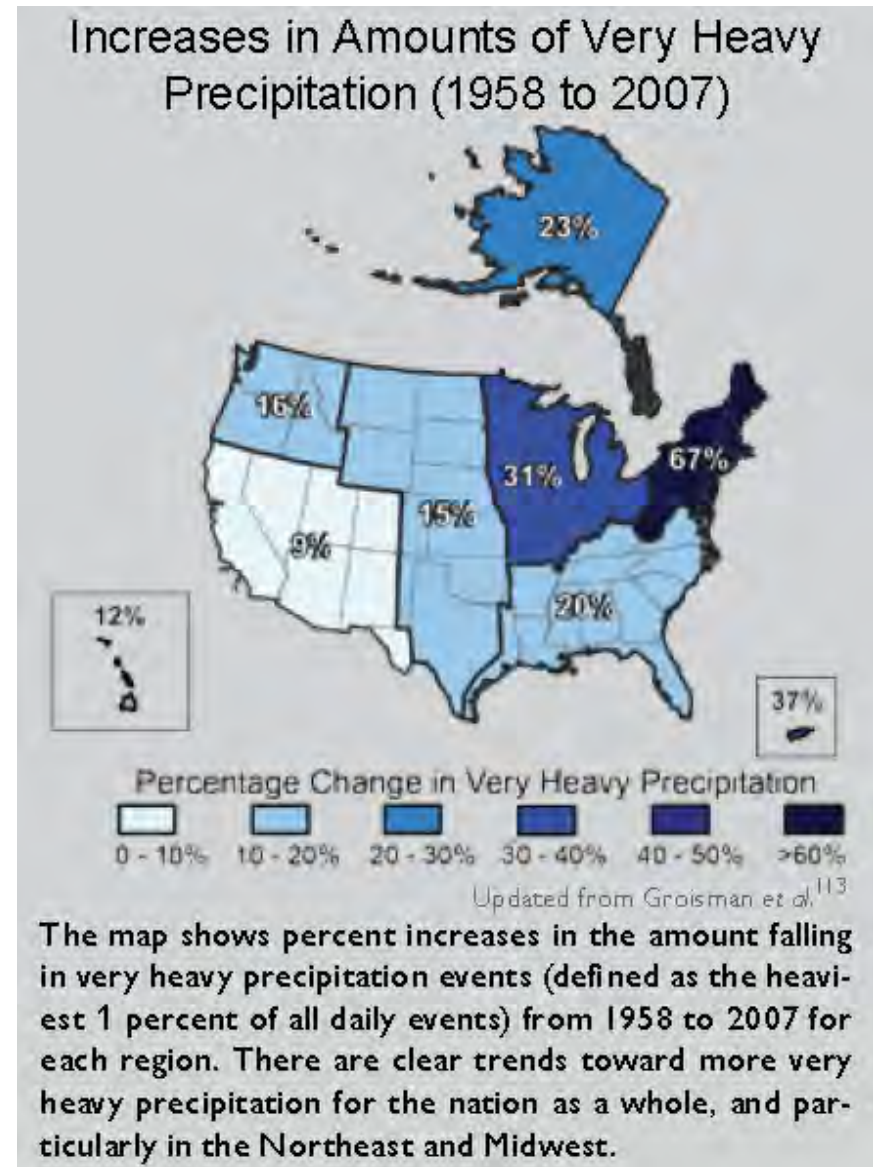 Increases in Amounts of Very Heavy
Precipitation (1958 to 2007)
23%
16%
67%
31%
15%
9%
20%
12%
37%
Percentage Change in Very Heavy Precipitation
0 - 10% 10 - 20% 20 - 30% 30 - 40% 40 - 50% >60%
Updated from Groisman et al.113
The map shows percent increases in the amount falling
in very heavy precipitation events (defined as the heavi-
est 1 percent of all daily events) from 1958 to 2007 for
each region. There are clear trends toward more very
heavy precipitation for the nation as a whole, and par-
ticularly in the Northeast and Midwest.